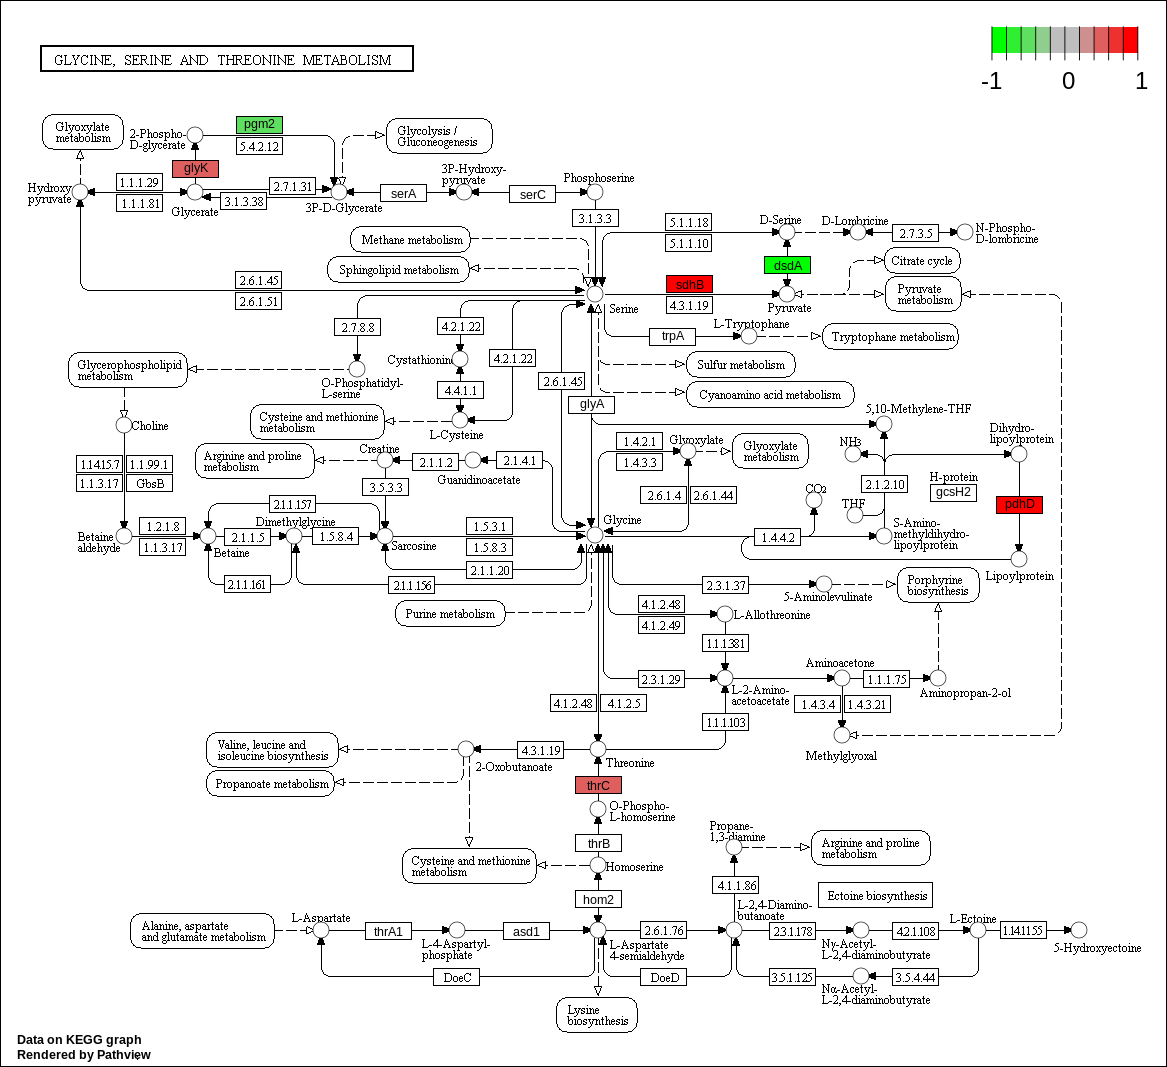 GLYCINE, SERINE AND THREONINE METABOLISM
-1
0
1
Glyoxylate
metabolism
2-Phospho-
D-glycerate
pgm2
5.4.2.12
Glycolysis /
Gluconeogenesis
glyK
Hydroxy
pyruvate
1.1.1.29
1.1.1.81
Glycerate
2.7.1.31
3.1.3.38
3P-D-Glycerate
serA
3P-Hydroxy-
pyruvate
serC
Phosphoserine
3.1.3.3
Methane metabolism
Sphingolipid metabolism
5.1.1.18
5.1.1.10
D-Serine
D-Lombricine
2.7.3.5
N-Phospho-
D-lombricine
dsdA
Citrate cycle
Pyruvate
metabolism
2.6.1.45
2.6.1.51
sdhB
4.3.1.19
Serine
Pyruvate
2.7.8.8
4.2.1.22
trpA
L-Tryptophane
Tryptophane metabolism
Glycerophospholipid
metabolism
O-Phosphatidyl-
L-serine
Cystathionine
4.2.1.22
4.4.1.1
2.6.1.45
Sulfur metabolism
Cyanoamino acid metabolism
glyA
Choline
Cysteine and methionine
metabolism
L-Cysteine
5,10-Methylene-THF
Arginine and proline
metabolism
Creatine
2.1.1.2
2.1.4.1
Guanidinoacetate
1.4.2.1
1.4.3.3
Glyoxylate
Glyoxylate
metabolism
NH3
Dihydro-
lipoylprotein
1.14.15.7
1.1.99.1
1.1.3.17
GbsB
3.5.3.3
2.6.1.4
2.6.1.44
CO2
THF
2.1.2.10
H-protein
gcsH2
pdhD
2.1.1.157
Dimethylglycine
Betaine
aldehyde
1.2.1.8
1.1.3.17
2.1.1.5
Betaine
1.5.8.4
Sarcosine
1.5.3.1
1.5.8.3
2.1.1.20
Glycine
1.4.4.2
S-Amino-
methyldihydro-
lipoylprotein
Lipoylprotein
2.1.1.161
2.1.1.156
Purine metabolism
2.3.1.37
5-Aminolevulinate
Porphyrine
biosynthesis
4.1.2.48
4.1.2.49
L-Allothreonine
1.1.1.381
2.3.1.29
L-2-Amino-
acetoacetate
Aminoacetone
1.1.1.75
Aminopropan-2-ol
4.1.2.48
4.1.2.5
1.4.3.4
1.4.3.21
1.1.1.103
Methylglyoxal
Valine, leucine and
isoleucine biosynthesis
Propanoate metabolism
2-Oxobutanoate
4.3.1.19
Threonine
thrC
O-Phospho-
L-homoserine
thrB
Homoserine
Cysteine and methionine
metabolism
Propane-
1,3-diamine
Arginine and proline
metabolism
hom2
4.1.1.86
Ectoine biosynthesis
Alanine, aspartate
and glutamate metabolism
L-Aspartate
thrA1
L-4-Aspartyl-
phosphate
asd1
L-Aspartate
4-semialdehyde
2.6.1.76
L-2,4-Diamino-
butanoate
2.3.1.178
Nγ-Acetyl-
L-2,4-diaminobutyrate
4.2.1.108
L-Ectoine
1.14.11.55
5-Hydroxyectoine
DoeC
DoeD
3.5.1.125
Nα-Acetyl-
L-2,4-diaminobutyrate
3.5.4.44
Lysine
biosynthesis
Data on KEGG graph
Rendered by Pathview